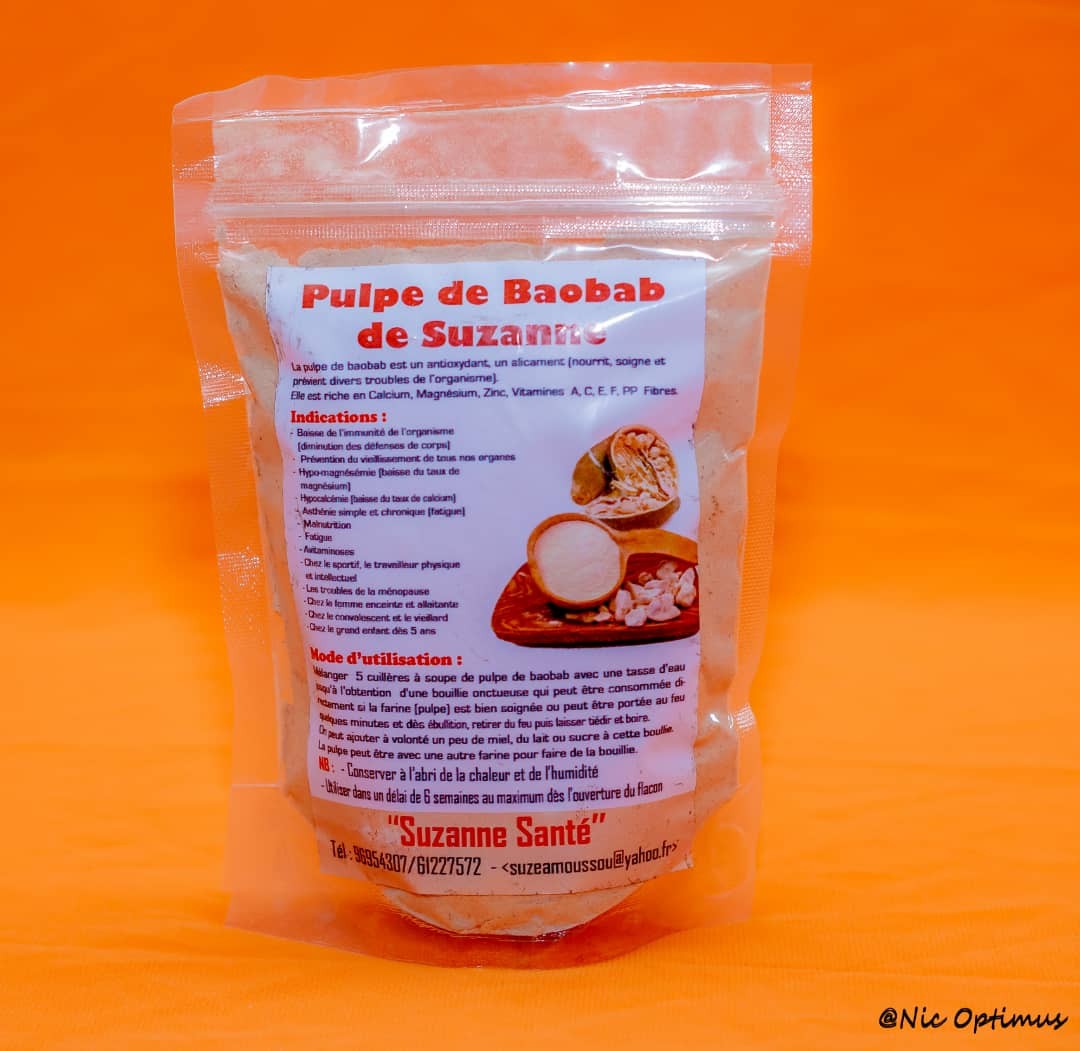 Pulpe de Baobab
de Suzanne
La pulpe de baobab est un antioxydant, un alicament (nourrit, soigne et
prévient divers troubles de l'organisme).
Elle est riche en Calcium, Magnésium, Zinc, Vitamines A, C, E, F, PP Fibres.
Indications :
- Baisse de l'immunité de l'organisme
(diminution des défenses de corps)
- Prévention du vieillissement de tous nos organes
- Hypo-magnésémie (baisse du taux de
magnésium)
- Hypocalcémie (baisse du taux de calcium)
- Asthénie simple et chronique (fatigue)
- Malnutrition
- Fatigue
- Avitaminoses
- Chez le sportif, le travailleur physique
et intellectuel
- Les troubles de la ménopause
- Chez la femme enceinte et allaitante
- Chez le convalescent et le vieillard
- Chez le grand enfant dès 5 ans
Mode d'utilisation :
Mélanger 5 cuillères à soupe de pulpe de baobab avec une tasse d'eau
jusqu'à l'obtention d'une bouillie onctueuse qui peut être consommée di-
rectement si la farine (pulpe) est bien soignée ou peut être portée au feu
quelques minutes et dès ébullition, retirer du feu puis laisser tiédir et boire.
On peut ajouter à volonté un peu de miel, du lait ou sucre à cette bouillie.
La pulpe peut être avec une autre farine pour faire de la bouillie.
NB : - Conserver à l'abri de la chaleur et de l'humidité
- Utiliser dans un délai de 6 semaines au maximum dès l'ouverture du flacon
"Suzanne Santé"
Tél : 96954307/61227572 - <suzeamoussou@yahoo.fr>
@Nic Optimus